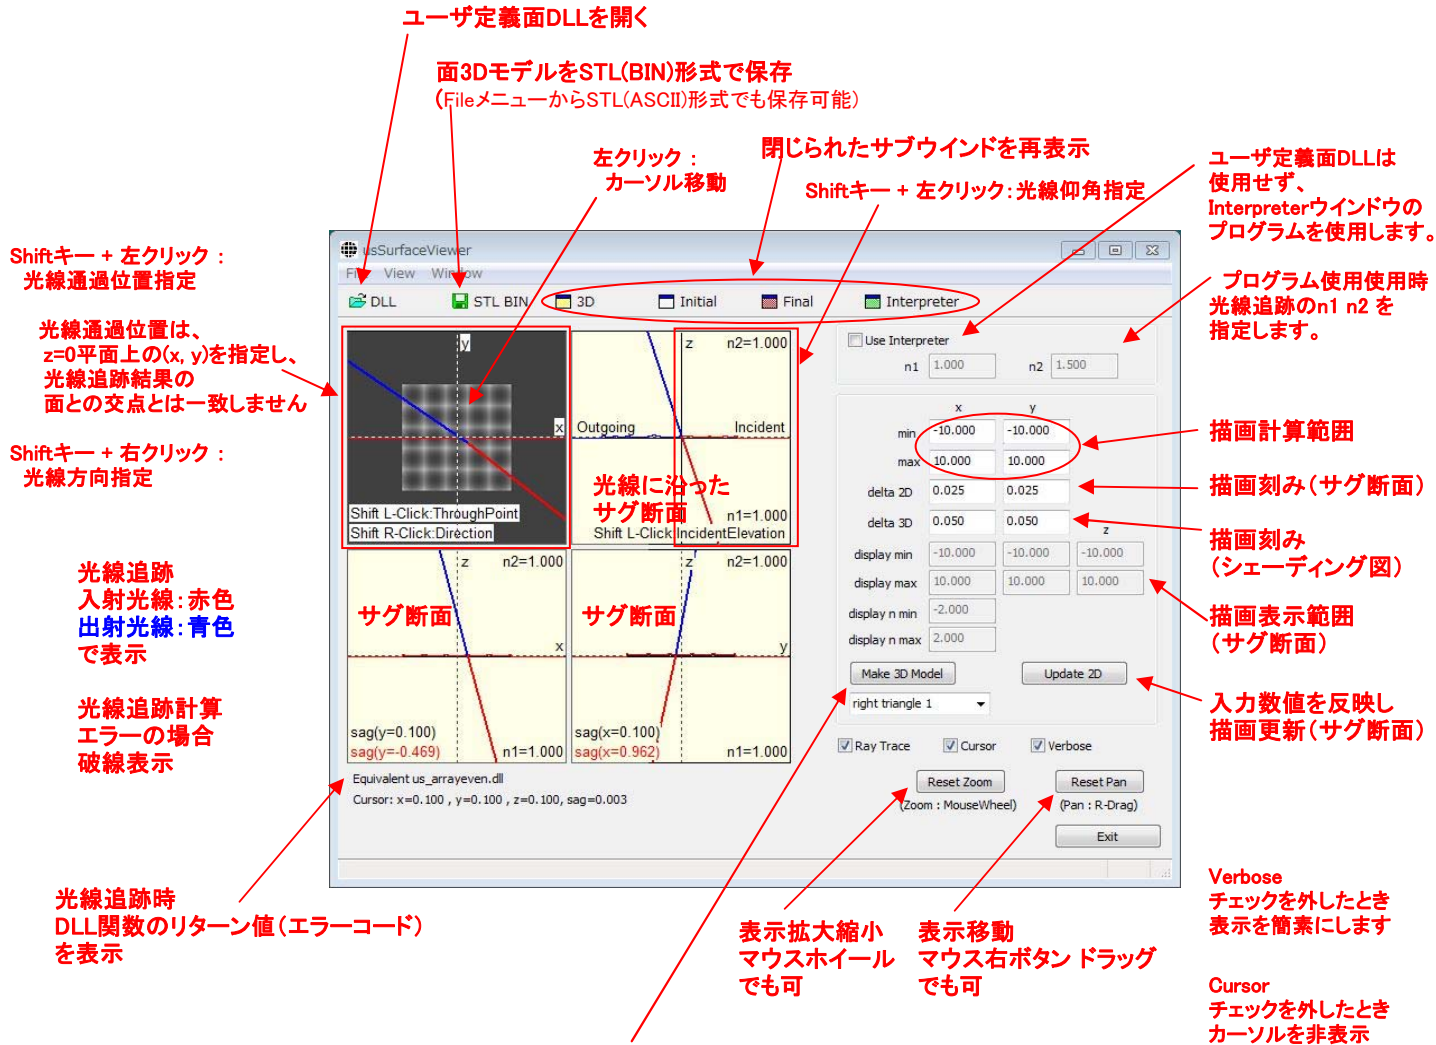 ユーザ定義面DLLを開く
面3DモデルをSTL(BIN)形式で保存
(FileメニューからSTL(ASCII)形式でも保存可能)
左クリック：
カーソル移動
閉じられたサブウインドを再表示
Shiftキー + 左クリック：光線仰角指定
ユーザ定義面DLLは
使用せず、
Interpreterウインドウの
プログラムを使用します。
プログラム使用使用時
光線追跡のn1 n2 を
指定します。
Shiftキー + 左クリック：
光線通過位置指定
光線通過位置は、
z=0平面上の(x, y)を指定し、
光線追跡結果の
面との交点とは一致しません
Shiftキー + 右クリック：
光線方向指定
光線追跡
入射光線：赤色
出射光線：青色
で表示
光線追跡計算
エラーの場合
破線表示
光線追跡時
DLL関数のリターン値（エラーコード）
を表示
usSurfaceViewer
File View Window
DLL STL BIN 3D Initial Final Interpreter
y
x
Shift L-Click:ThroughPoint
Shift R-Click:Direction
z n2=1.000
Outgoing Incident
光線に沿った
サグ断面
n1=1.000
Shift L-Click:IncidentElevation
z n2=1.000
サグ断面
x
sag(y=0.100)
sag(y=-0.469) n1=1.000
z n2=1.000
サグ断面
y
sag(x=0.100)
sag(x=0.962) n1=1.000
Equivalent us_arrayeven.dll
Cursor: x=0.100 , y=0.100 , z=0.100, sag=0.003
Use Interpreter
n1 1.000 n2 1.500
x y
min -10.000 -10.000
max 10.000 10.000
delta 2D 0.025 0.025
delta 3D 0.050 0.050
z
display min -10.000 -10.000 -10.000
display max 10.000 10.000 10.000
display n min -2.000
display n max 2.000
Make 3D Model Update 2D
right triangle 1
Ray Trace Cursor Verbose
Reset Zoom Reset Pan
(Zoom : MouseWheel) (Pan : R-Drag)
Exit
描画計算範囲
描画刻み（サグ断面）
描画刻み
（シェーディング図）
描画表示範囲
（サグ断面）
入力数値を反映し
描画更新（サグ断面）
表示拡大縮小
マウスホイール
でも可
表示移動
マウス右ボタン ドラッグ
でも可
Verbose
チェックを外したとき
表示を簡素にします
Cursor
チェックを外したとき
カーソルを非表示